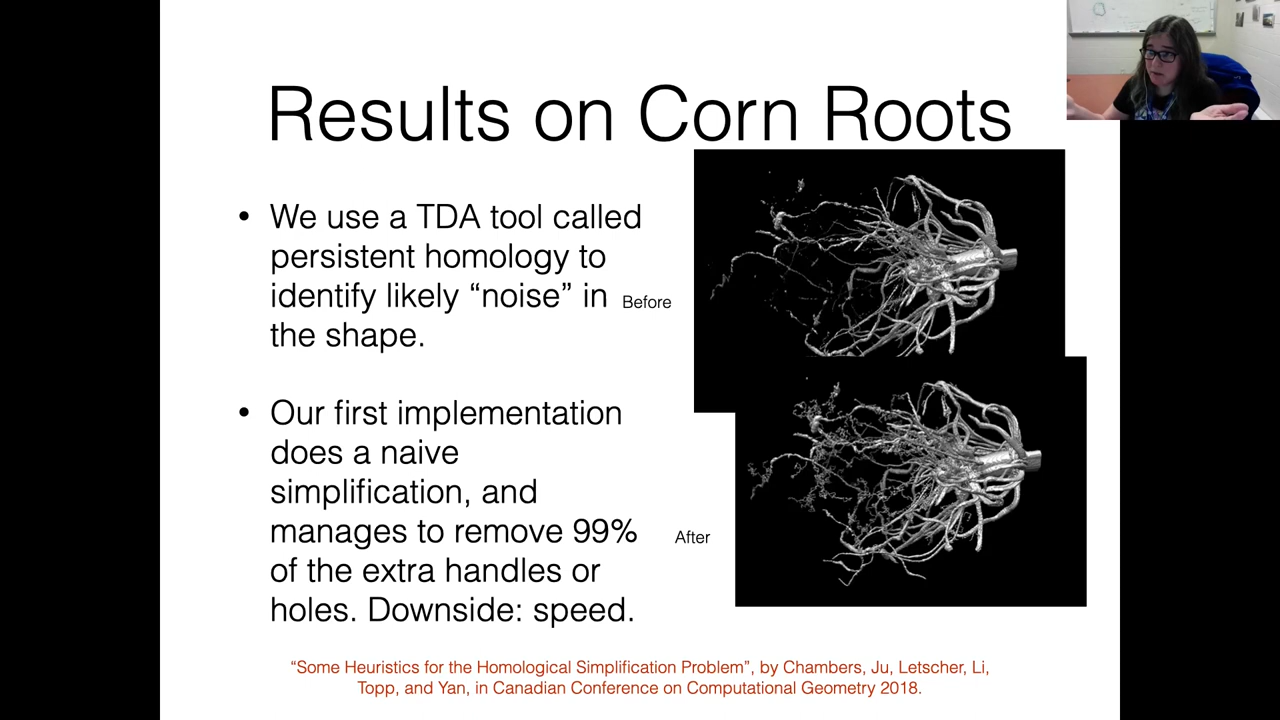 Results on Corn Roots
• We use a TDA tool called
persistent homology to
identify likely “noise” in
the shape.
Before
• Our first implementation
does a naive
simplification, and
manages to remove 99%
of the extra handles or
holes. Downside: speed.
After
“Some Heuristics for the Homological Simplification Problem”, by Chambers, Ju, Letscher, Li,
Topp, and Yan, in Canadian Conference on Computational Geometry 2018.